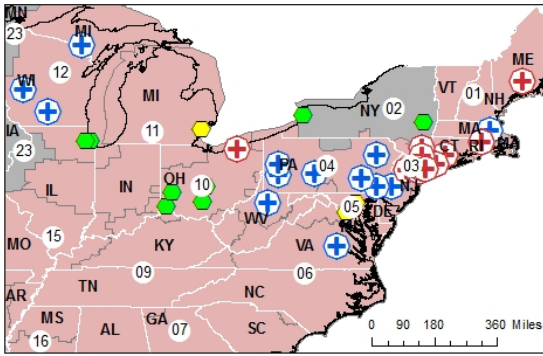 MN
23
MI
ME
WI
12
VT
01
NH
MI
NY
02
MA
IA
11
CT
RI
MA
23
PA
04
03
OH
10
NJ
IL
IN
05
DE
WV
15
KY
VA
MO
09
06
TN
NC
AR
MS
GA
16
AL
07
SC
0 90 180 360 Miles